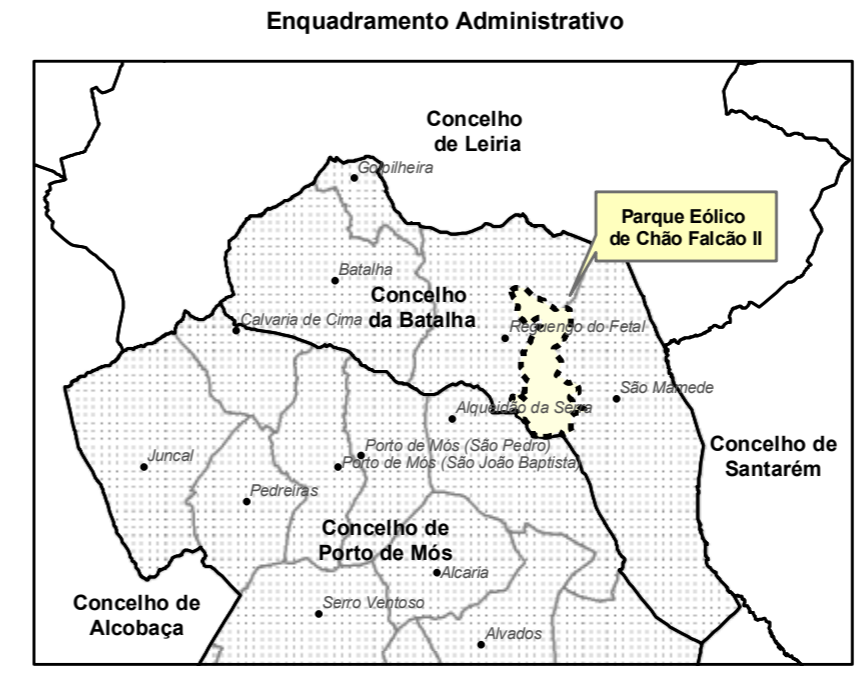 Enquadramento Administrativo
Concelho
de Leiria
Golpilheira
Parque Eólico
de Chão Falcão II
Batalha
Concelho
da Batalha
Calvaria de Cima
Reguengo do Fetal
São Mamede
Alqueidão da Serra
Porto de Mós (São Pedro)
Porto de Mós (São João Baptista)
Juncal
Concelho de
Santarém
Pedreiras
Concelho de
Porto de Mós
Alcaria
Concelho de
Alcobaça
Serro Ventoso
Alvados